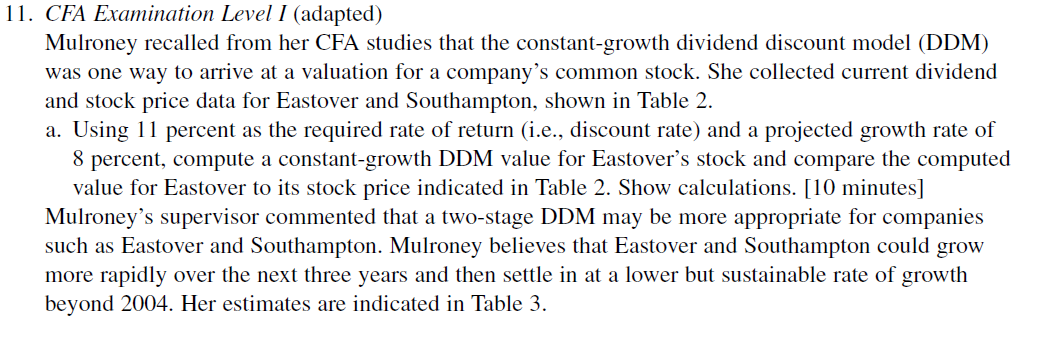 11. CFA Examination Level I (adapted)
Mulroney recalled from her CFA studies that the constant-growth dividend discount model (DDM)
was one way to arrive at a valuation for a company's common stock. She collected current dividend
and stock price data for Eastover and Southampton, shown in Table 2.
a. Using 11 percent as the required rate of return (i.e., discount rate) and a projected growth rate of
8 percent, compute a constant-growth DDM value for Eastover's stock and compare the computed
value for Eastover to its stock price indicated in Table 2. Show calculations. [10 minutes]
Mulroney's supervisor commented that a two-stage DDM may be more appropriate for companies
such as Eastover and Southampton. Mulroney believes that Eastover and Southampton could grow
more rapidly over the next three years and then settle in at a lower but sustainable rate of growth
beyond 2004. Her estimates are indicated in Table 3.